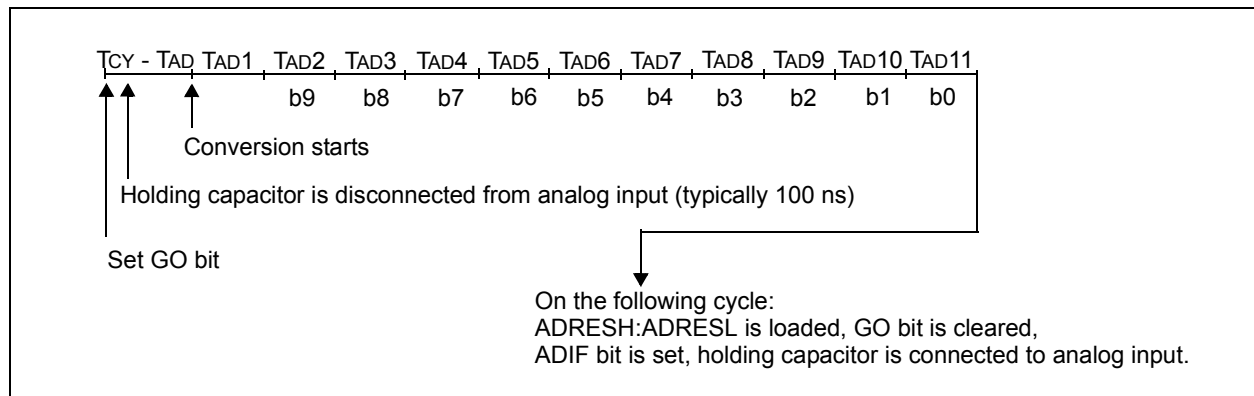 TCY - TAD TAD1 TAD2 TAD3 TAD4 TAD5 TAD6 TAD7 TAD8 TAD9 TAD10 TAD11
b9 b8 b7 b6 b5 b4 b3 b2 b1 b0
Conversion starts
Holding capacitor is disconnected from analog input (typically 100 ns)
Set GO bit
On the following cycle:
ADRESH:ADRESL is loaded, GO bit is cleared,
ADIF bit is set, holding capacitor is connected to analog input.